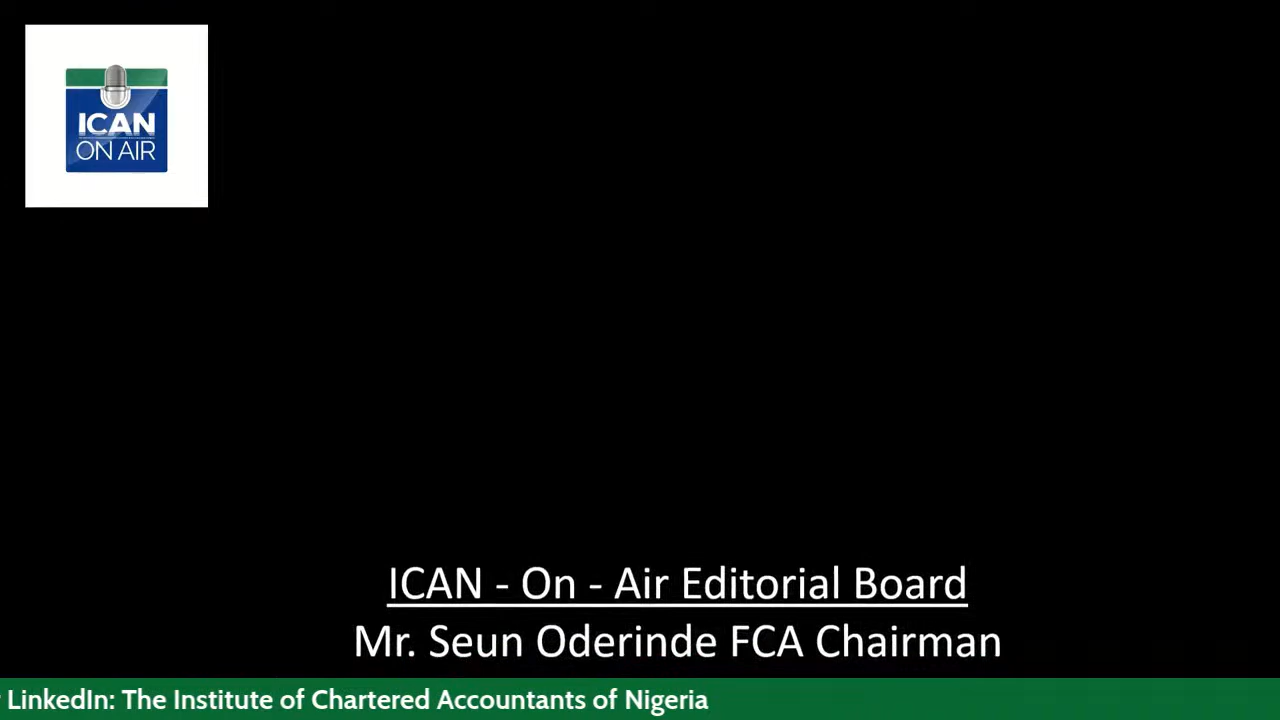 ICAN
ON AIR
ICAN - On - Air Editorial Board
Mr. Seun Oderinde FCA Chairman
LinkedIn: The Institute of Chartered Accountants of Nigeria